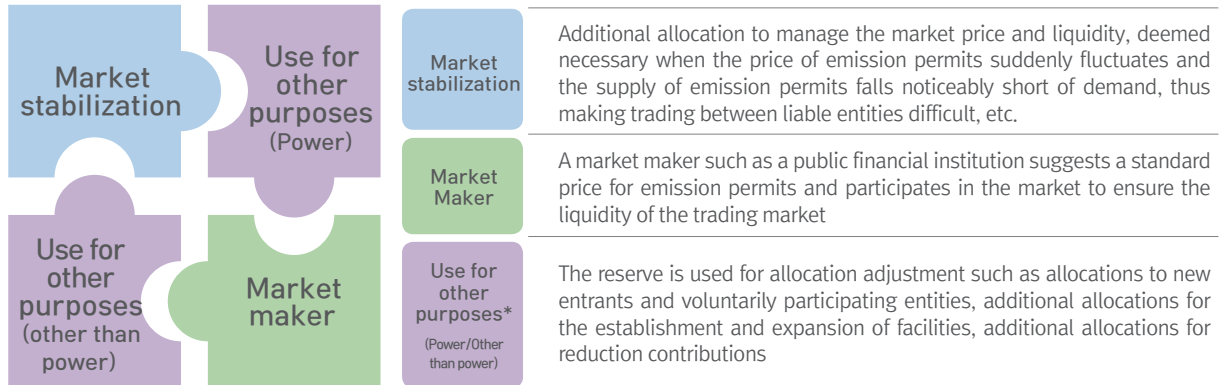 Market
stabilization
Use for
other
purposes
(Power)
Use for
other
purposes
(other than
power)
Market
maker
Market
stabilization
Additional allocation to manage the market price and liquidity, deemed
necessary when the price of emission permits suddenly fluctuates and
the supply of emission permits falls noticeably short of demand, thus
making trading between liable entities difficult, etc.
Market
Maker
A market maker such as a public financial institution suggests a standard
price for emission permits and participates in the market to ensure the
liquidity of the trading market
Use for
other
purposes*
(Power/Other
than power)
The reserve is used for allocation adjustment such as allocations to new
entrants and voluntarily participating entities, additional allocations for
the establishment and expansion of facilities, additional allocations for
reduction contributions